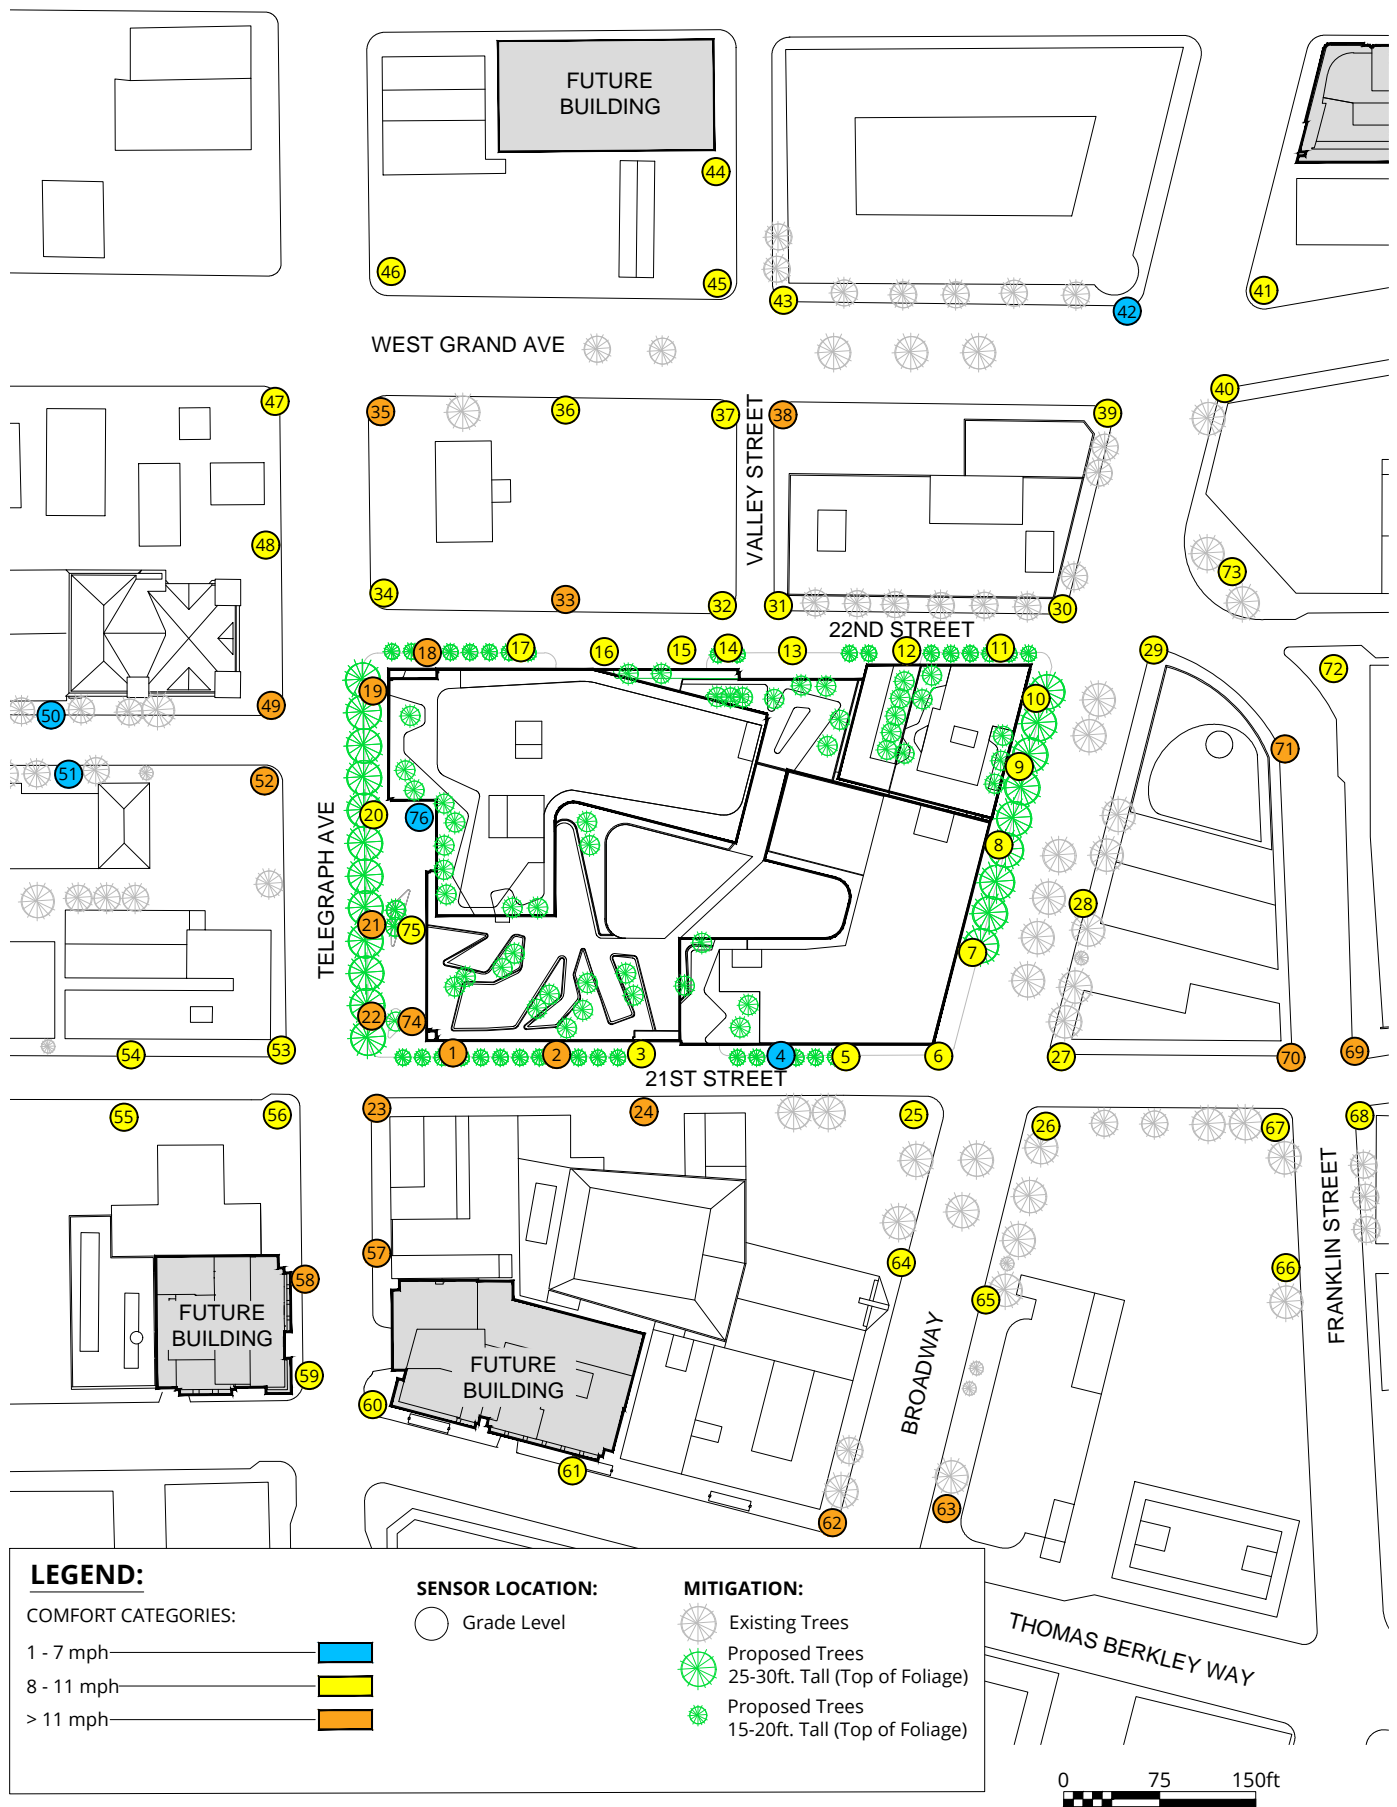 FUTURE
BUILDING
44
46
45
43
42
41
WEST GRAND AVE
47
35
36
37
38
39
40
VALLEY STREET
48
34
33
32
31
30
73
22ND STREET
18
17
16
15
14
13
12
11
29
72
19
10
49
50
71
51
52
9
20
76
8
TELEGRAPH AVE
21
75
28
7
22
74
54
53
1
2
3
4
5
6
27
70
69
21ST STREET
55
56
23
24
25
26
67
68
57
58
64
65
66
FRANKLIN STREET
FUTURE
BUILDING
59
FUTURE
BUILDING
60
BROADWAY
61
62
63
LEGEND:
COMFORT CATEGORIES:
1 - 7 mph
8 - 11 mph
> 11 mph
SENSOR LOCATION:
Grade Level
MITIGATION:
Existing Trees
Proposed Trees
25-30ft. Tall (Top of Foliage)
Proposed Trees
15-20ft. Tall (Top of Foliage)
THOMAS BERKLEY WAY
0 75 150ft